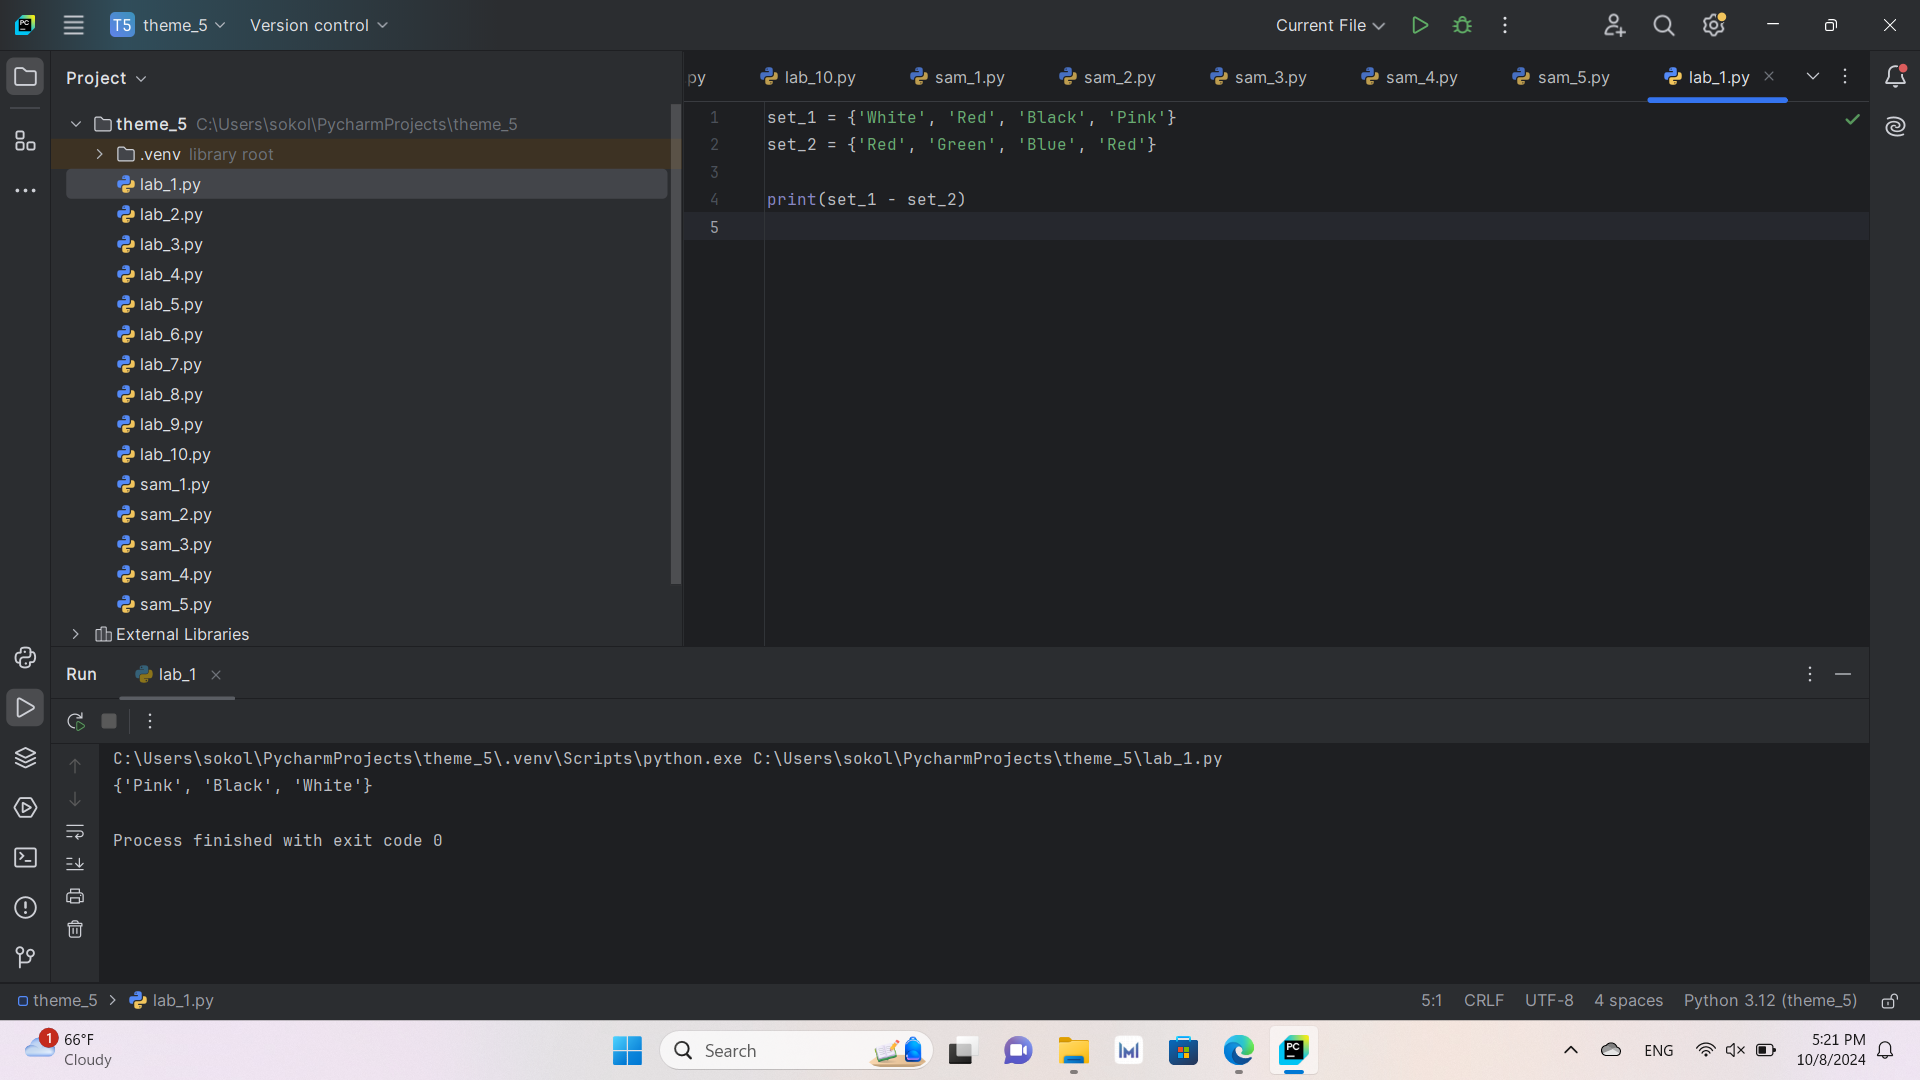 T5 theme_5 Version control Current File
Project
py lab_10.py sam_1.py sam_2.py sam_3.py sam_4.py sam_5.py lab_1.py
theme_5 C:\Users\sokol\PycharmProjects\theme_5
.venv library root
lab_1.py
lab_2.py
lab_3.py
lab_4.py
lab_5.py
lab_6.py
lab_7.py
lab_8.py
lab_9.py
lab_10.py
sam_1.py
sam_2.py
sam_3.py
sam_4.py
sam_5.py
External Libraries
1 set_1 = {'White', 'Red', 'Black', 'Pink'}
2 set_2 = {'Red', 'Green', 'Blue', 'Red'}
3
4 print(set_1 - set_2)
5
Run lab_1
C:\Users\sokol\PycharmProjects\theme_5\.venv\Scripts\python.exe C:\Users\sokol\PycharmProjects\theme_5\lab_1.py
{'Pink', 'Black', 'White'}
Process finished with exit code 0
theme_5 lab_1.py 5:1 CRLF UTF-8 4 spaces Python 3.12 (theme_5)
1 66°F
Cloudy
Search
PC
ENG
5:21 PM
10/8/2024